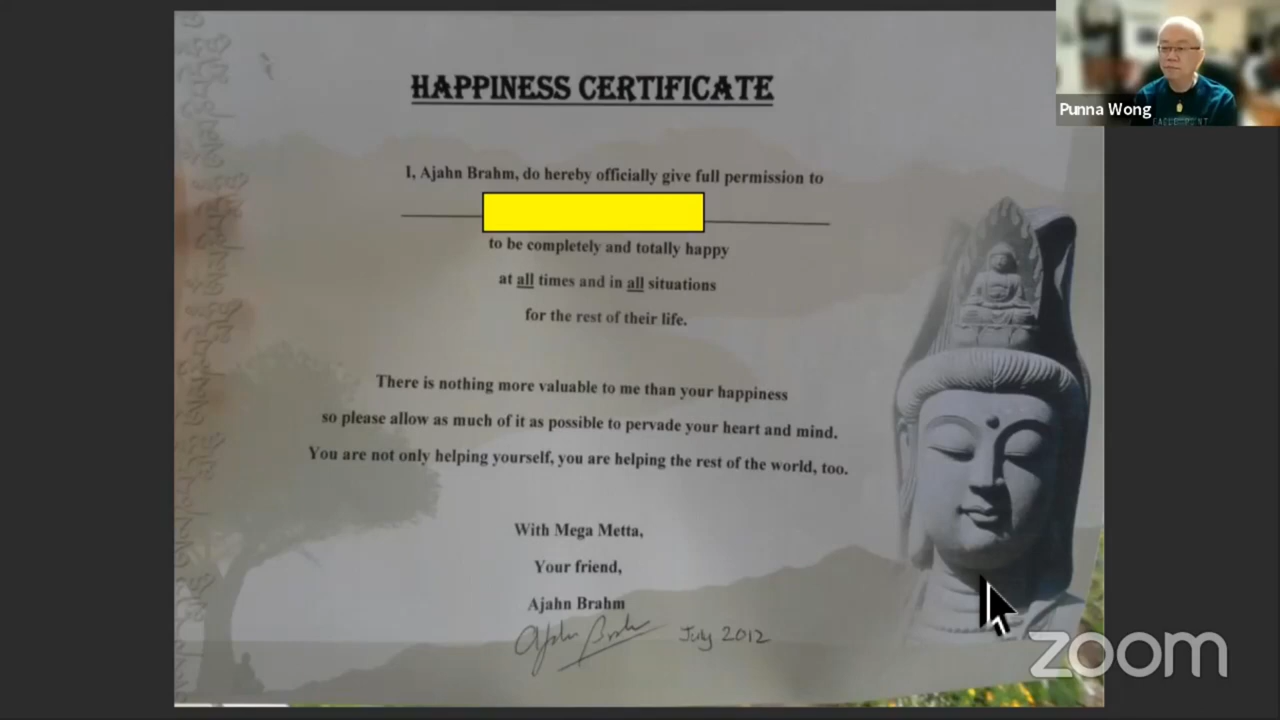 HAPPINESS CERTIFICATE
I, Ajahn Brahm, do hereby officially give full permission to
to be completely and totally happy
at all times and in all situations
for the rest of their life.
There is nothing more valuable to me than your happiness
so please allow as much of it as possible to pervade your heart and mind.
You are not only helping yourself, you are helping the rest of the world, too.
With Mega Metta,
Your friend,
Ajahn Brahm
Ajahn Brahm July 2012
Punna Wong
EAGLE POINT
zoom